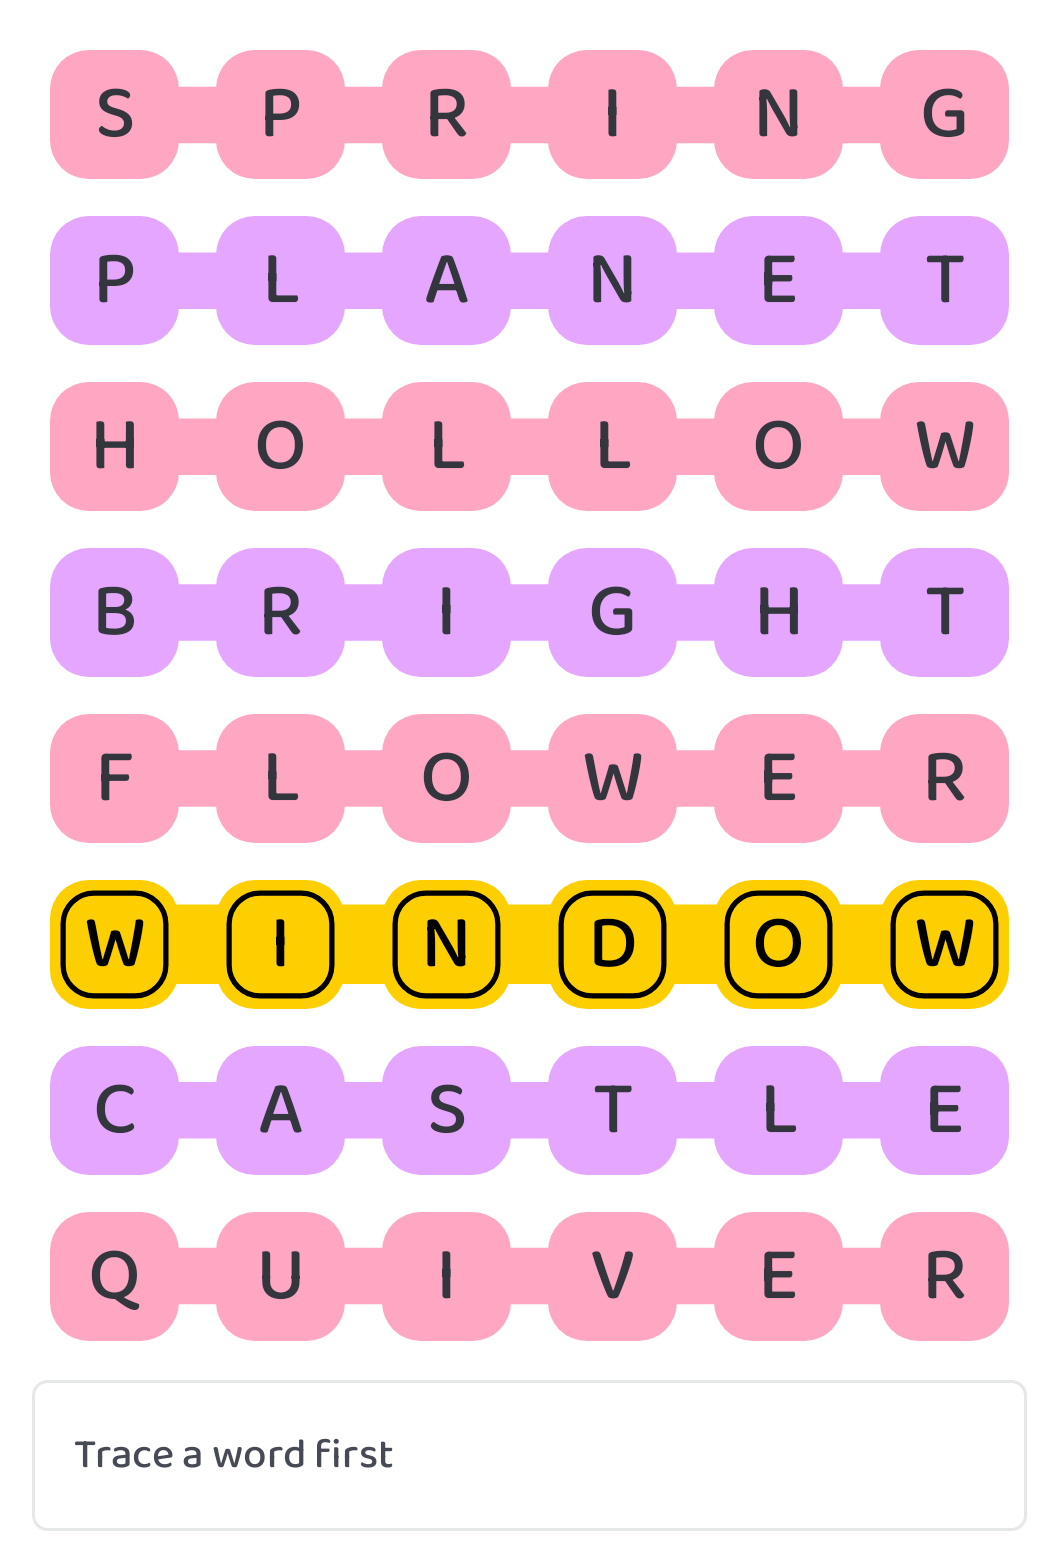 SPRING
PLANET
HOLLOW
BRIGHT
FLOWER
WINDOW
CASTLE
QUIVER
Trace a word first